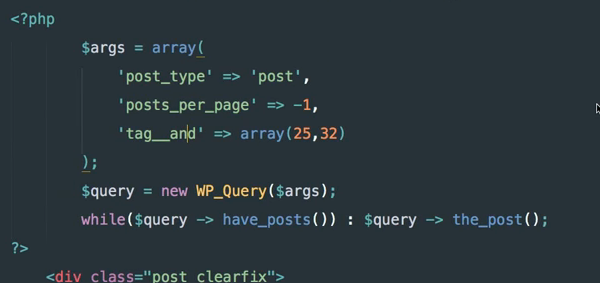 <?php
$args = array(
'post_type' => 'post',
'posts_per_page' => -1,
'tag__and' => array(25,32)
);
$query = new WP_Query($args);
while($query -> have_posts()) : $query -> the_post();
?>
<div class="post clearfix">